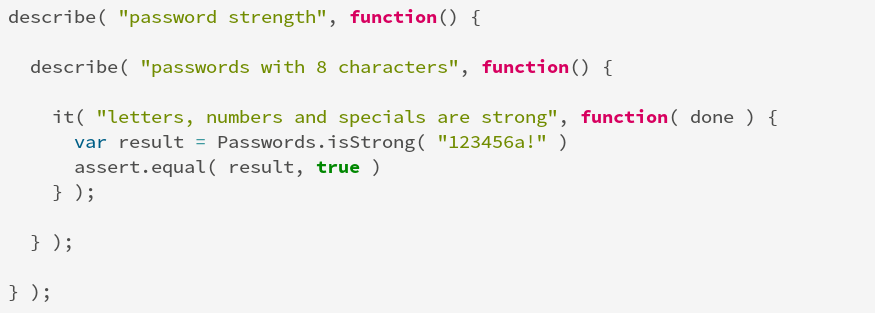 describe( "password strength", function() {
describe( "passwords with 8 characters", function() {
it( "letters, numbers and specials are strong", function( done ) {
var result = Passwords.isStrong( "123456a!" )
assert.equal( result, true )
} );
} );
} );